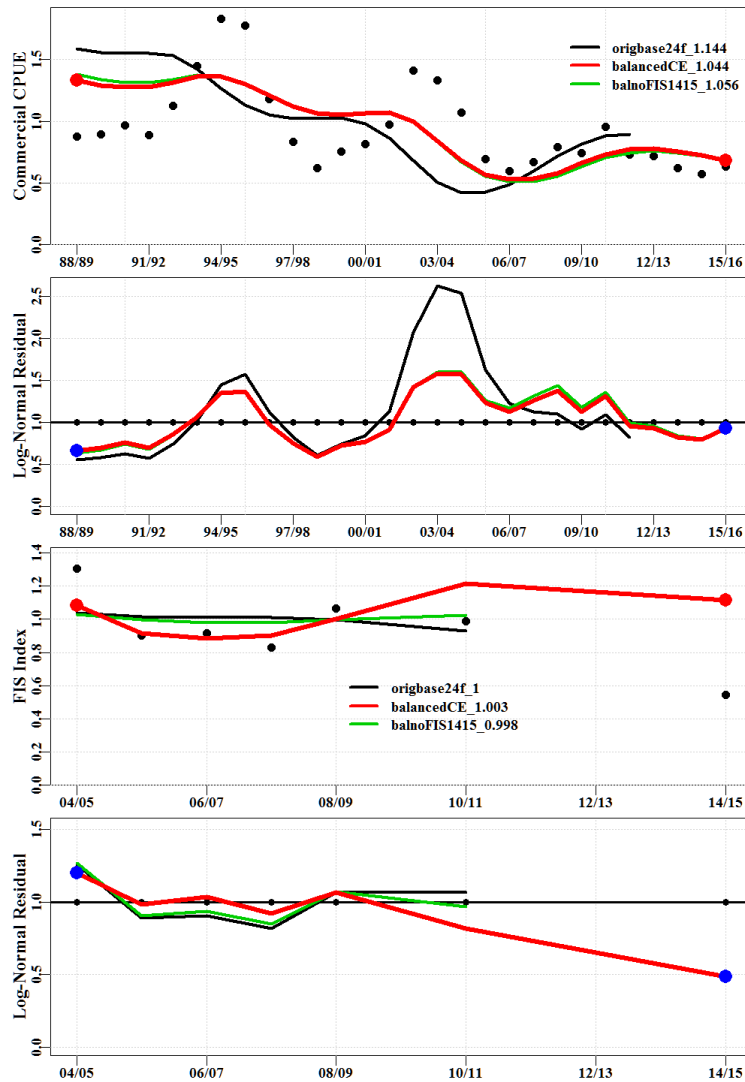 Commercial CPUE
1.5
1.0
0.5
0.0
origbase24f_1.144
balancedCE_1.044
balnoFIS1415_1.056
88/89 91/92 94/95 97/98 00/01 03/04 06/07 09/10 12/13 15/16
Log-Normal Residual
2.5
2.0
1.5
1.0
0.5
0.0
88/89 91/92 94/95 97/98 00/01 03/04 06/07 09/10 12/13 15/16
FIS Index
1.4
1.2
1.0
0.8
0.6
0.4
0.2
0.0
origbase24f_1
balancedCE_1.003
balnoFIS1415_0.998
04/05 06/07 08/09 10/11 12/13 14/15
Log-Normal Residual
1.5
1.0
0.5
0.0
04/05 06/07 08/09 10/11 12/13 14/15